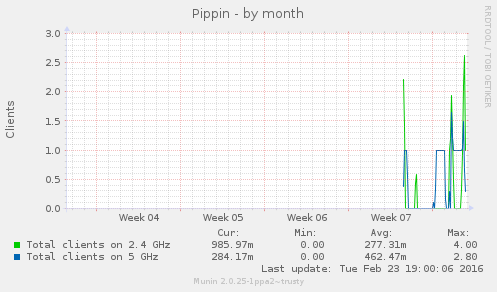 Pippin - by month
RRDTOOL / TOBI OETIKER
Clients
3.0
2.5
2.0
1.5
1.0
0.5
0.0
Week 04 Week 05 Week 06 Week 07
Cur: Min: Avg: Max:
Total clients on 2.4 GHz 985.97m 0.00 277.31m 4.00
Total clients on 5 GHz 284.17m 0.00 462.47m 2.80
Last update: Tue Feb 23 19:00:06 2016
Munin 2.0.25-1ppa2~trusty